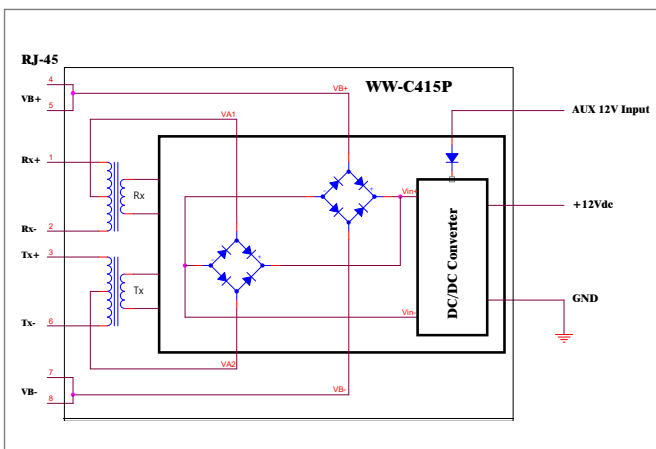 RJ-45
4
VB+
5
WW-C415P
VB+
AUX 12V Input
VA1
Rx+
1
Rx
Vin+
+12Vdc
Rx-
2
Tx+
3
DC/DC Converter
Tx
GND
Tx-
6
Vin-
VA2
7
VB-
VB-
8